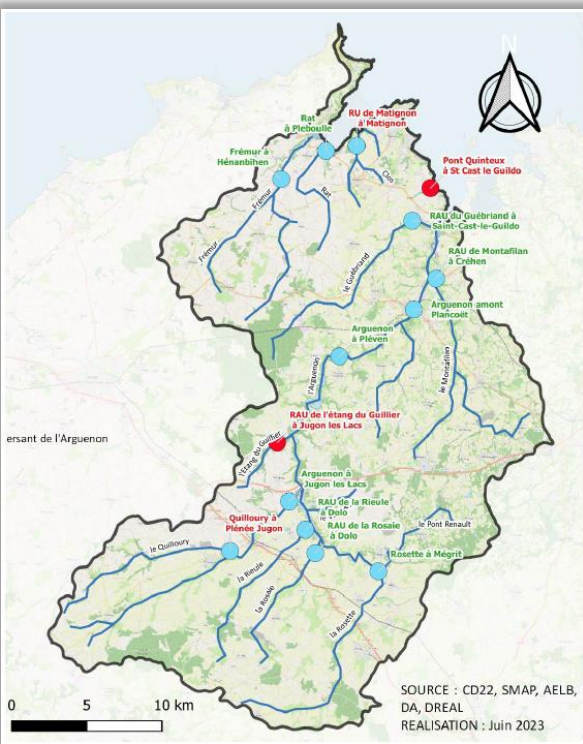 N
Rat
à Pleboulle
RU de Matignon
à Matignon
Frémur à
Hénanbihen
Pont Quinteux
à St Cast le Guildo
Clos
Rat
Frémur
Frémur
RAU du Guébriand à
Saint-Cast-le-Guildo
RAU de Montafilan
à Créhen
le Guébriand
Arguenon amont
Plancoët
Arguenon
à Pléven
l'Arguenon
le Montafilan
RAU de l'étang du Guillier
à Jugon les Lacs
ersant de l'Arguenon
l'Etang du Guillier
Arguenon à
Jugon les Lacs
RAU de la Rieule
à Dolo
Quilloury à
Plénée Jugon
RAU de la Rosaie
à Dolo
le Pont Renault
le Quilloury
Rosette à Mégrit
la Rieule
la Rosaie
la Rosette
0 5 10 km
SOURCE : CD22, SMAP, AELB,
DA, DREAL
REALISATION : Juin 2023